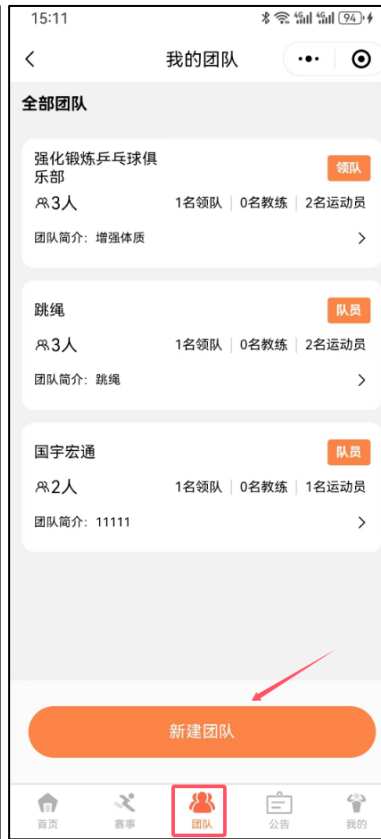 15:11
94
我的团队
全部团队
强化锻炼乒乓球俱
乐部
领队
3人
1名领队 | 0名教练 | 2名运动员
团队简介：增强体质
跳绳
队员
3人
1名领队 | 0名教练 | 2名运动员
团队简介：跳绳
国宇宏通
队员
2人
1名领队 | 0名教练 | 1名运动员
团队简介：11111
新建团队
首页 赛事 团队 公告 我的